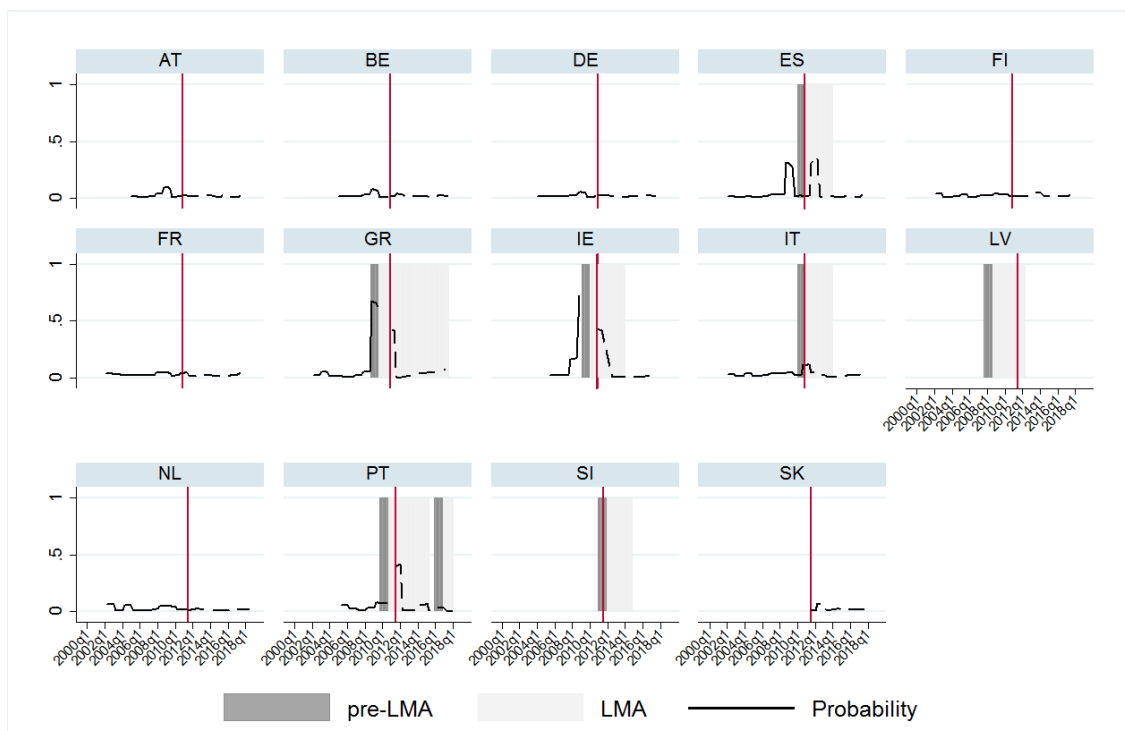 AT BE DE ES FI
1
.5
0
FR GR IE IT LV
1
.5
0
2000q1 2002q1 2004q1 2006q1 2008q1 2010q1 2012q1 2014q1 2016q1 2018q1
NL PT SI SK
1
.5
0
2000q1 2002q1 2004q1 2006q1 2008q1 2010q1 2012q1 2014q1 2016q1 2018q1 2000q1 2002q1 2004q1 2006q1 2008q1 2010q1 2012q1 2014q1 2016q1 2018q1 2000q1 2002q1 2004q1 2006q1 2008q1 2010q1 2012q1 2014q1 2016q1 2018q1 2000q1 2002q1 2004q1 2006q1 2008q1 2010q1 2012q1 2014q1 2016q1 2018q1
pre-LMA LMA Probability